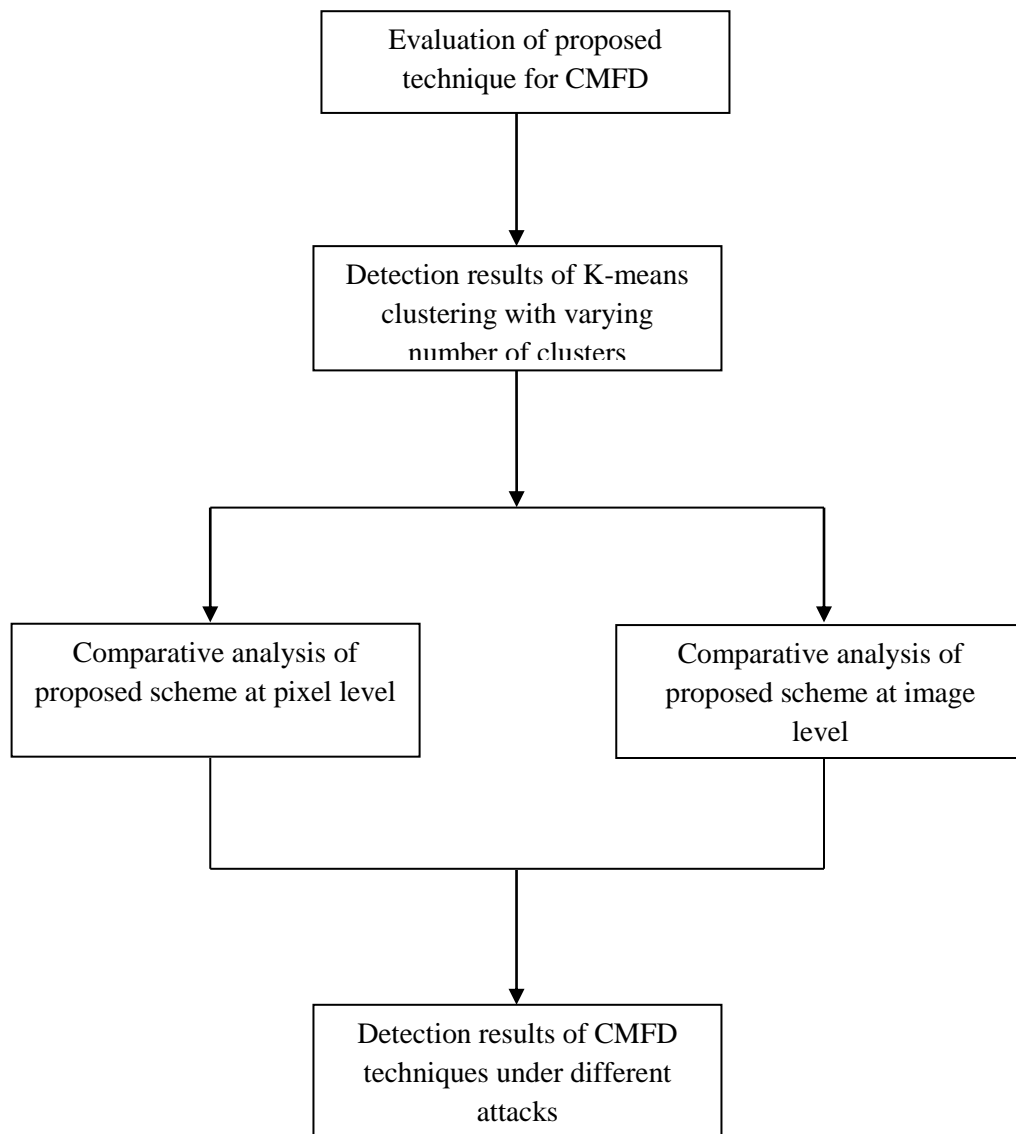 Evaluation of proposed
technique for CMFD
Detection results of K-means
clustering with varying
number of clusters
Comparative analysis of
proposed scheme at pixel level
Comparative analysis of
proposed scheme at image
level
Detection results of CMFD
techniques under different
attacks